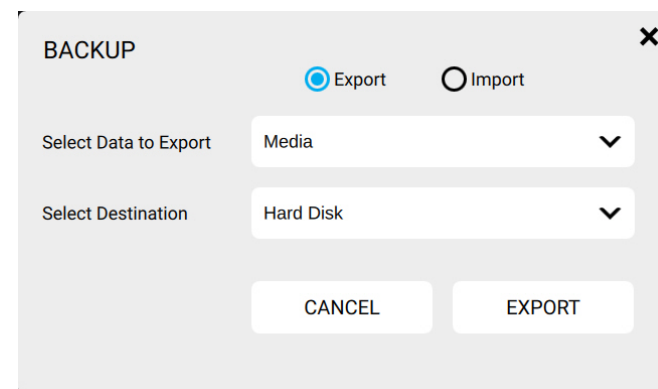 BACKUP
Export Import
Select Data to Export Media
Select Destination Hard Disk
CANCEL EXPORT